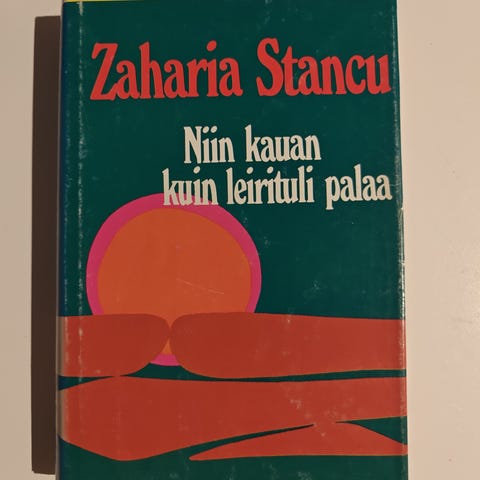 Zaharia Stancu
Niin kauan
kuin leirituli palaa